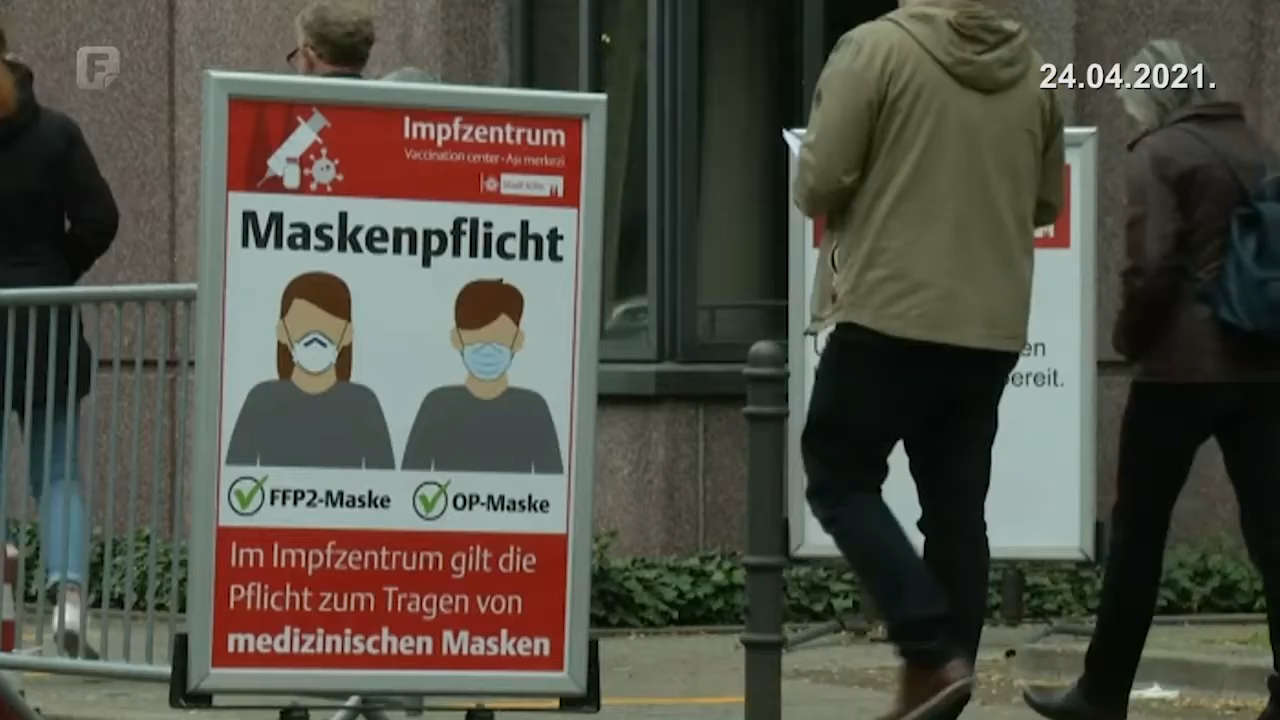 F
24.04.2021.
Impfzentrum
Vaccination center • Aşı merkezi
Stadt Köln
Maskenpflicht
FFP2-Maske
OP-Maske
Im Impfzentrum gilt die
Pflicht zum Tragen von
medizinischen Masken
en
ereit.